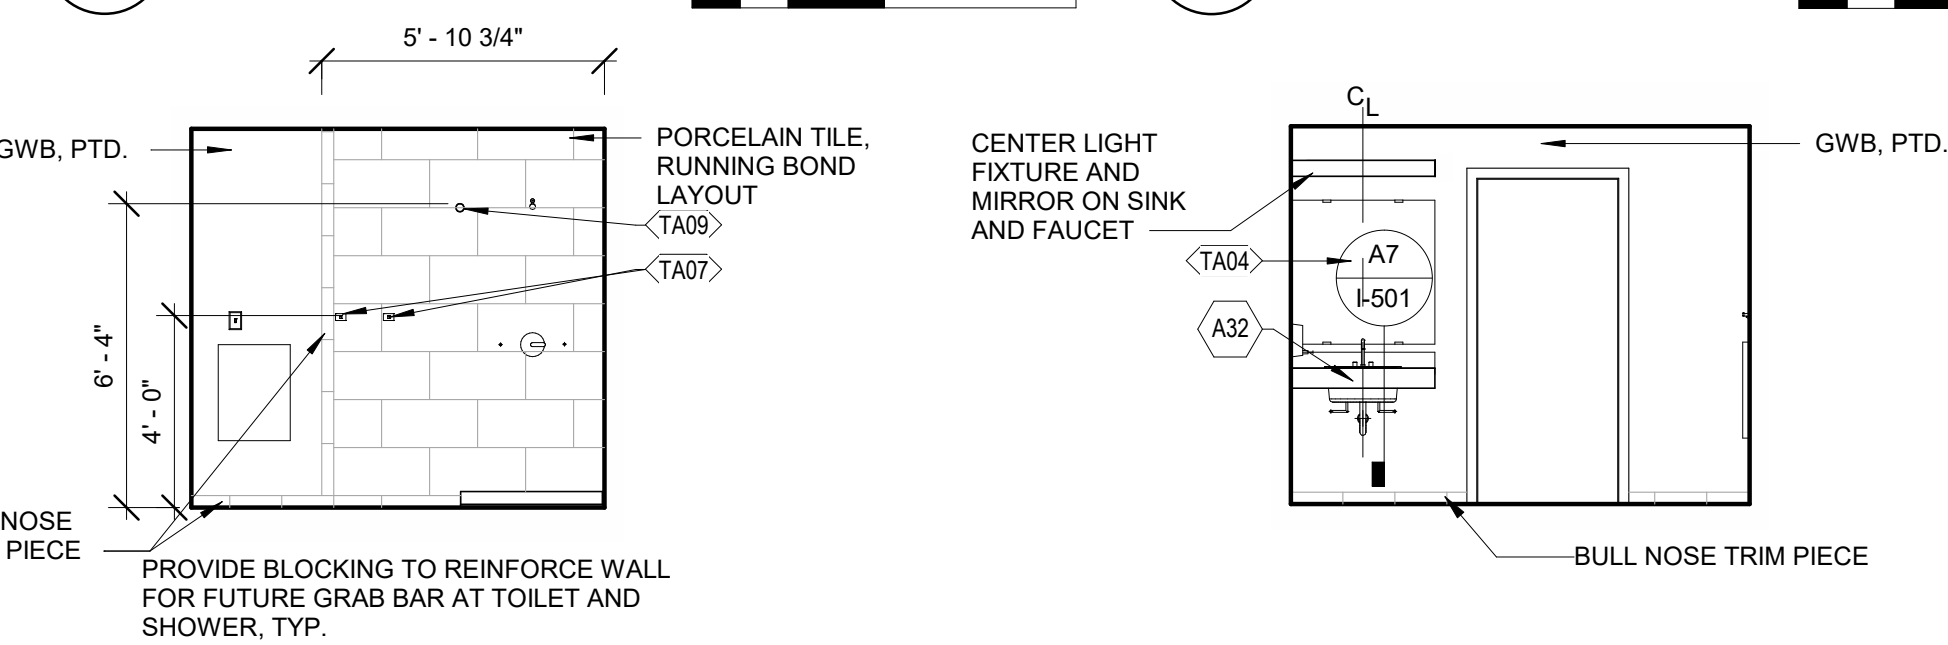 5' - 10 3/4"
GWB, PTD.
PORCELAIN TILE,
RUNNING BOND
LAYOUT
TA09
TA07
6' - 4"
4' - 0"
NOSE
PIECE
PROVIDE BLOCKING TO REINFORCE WALL
FOR FUTURE GRAB BAR AT TOILET AND
SHOWER, TYP.
CL
CENTER LIGHT
FIXTURE AND
MIRROR ON SINK
AND FAUCET
GWB, PTD.
TA04
A7
I-501
A32
BULL NOSE TRIM PIECE